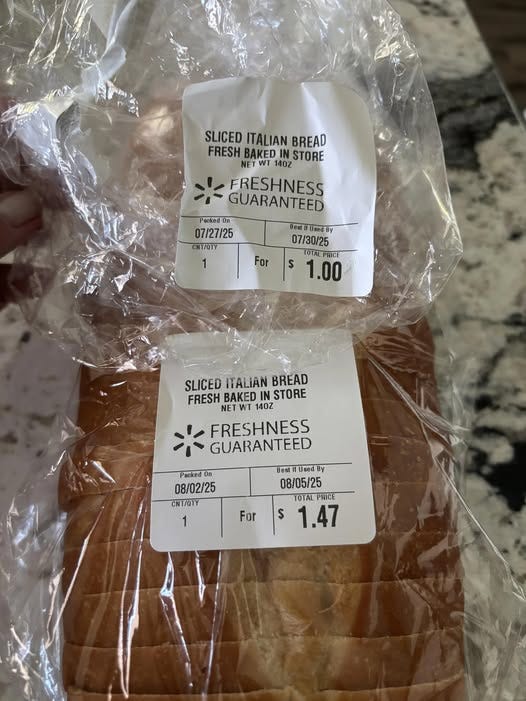 SLICED ITALIAN BREAD
FRESH BAKED IN STORE
NET WT 14OZ
FRESHNESS
GUARANTEED
Packed On
Best If Used By
07/27/25
07/30/25
CNT/QTY
TOTAL PRICE
1
For
$ 1.00
SLICED ITALIAN BREAD
FRESH BAKED IN STORE
NET WT 14OZ
FRESHNESS
GUARANTEED
Packed On
Best If Used By
08/02/25
08/05/25
CNT/QTY
TOTAL PRICE
1
For
$ 1.47